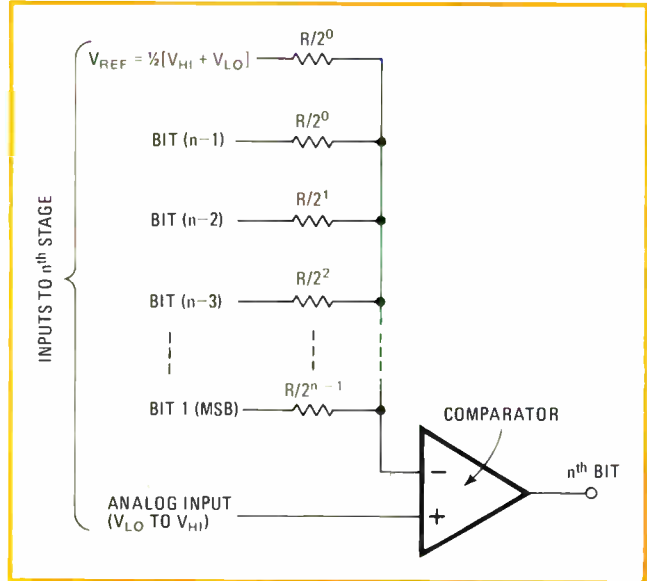 V_REF = ½[V_HI + V_LO]
R/2⁰
BIT (n−1)
R/2⁰
BIT (n−2)
R/2¹
BIT (n−3)
R/2²
BIT 1 (MSB)
R/2ⁿ⁻¹
INPUTS TO nᵗʰ STAGE
COMPARATOR
−
+
nᵗʰ BIT
ANALOG INPUT
(V_LO TO V_HI)